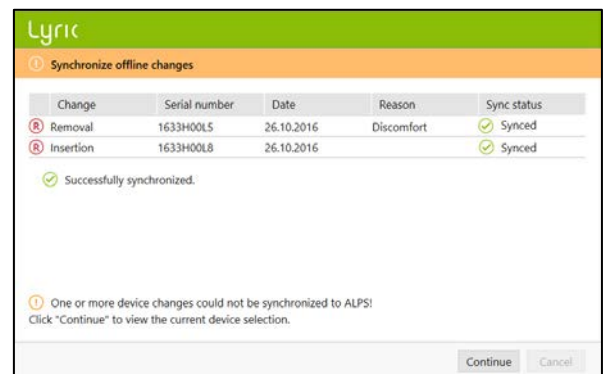 Lyric
Synchronize offline changes
Change Serial number Date Reason Sync status
R Removal 1633H00L5 26.10.2016 Discomfort Synced
R Insertion 1633H00L8 26.10.2016 Synced
Successfully synchronized.
One or more device changes could not be synchronized to ALPS!
Click "Continue" to view the current device selection.
Continue Cancel